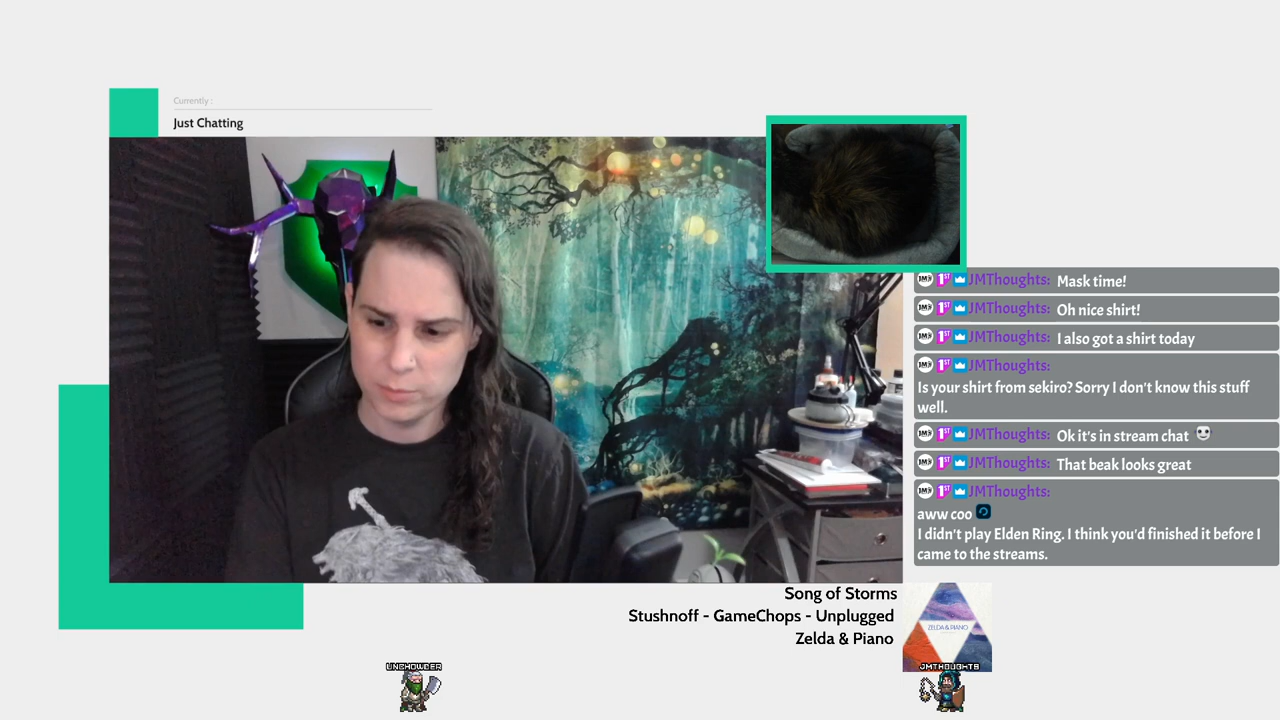 Currently :
Just Chatting
JMThoughts: Mask time!
JMThoughts: Oh nice shirt!
JMThoughts: I also got a shirt today
JMThoughts:
Is your shirt from sekiro? Sorry I don't know this stuff
well.
JMThoughts: Ok it's in stream chat
JMThoughts: That beak looks great
JMThoughts:
aww coo
I didn't play Elden Ring. I think you'd finished it before I
came to the streams.
Song of Storms
Stushnoff - GameChops - Unplugged
Zelda & Piano
ZELDA & PIANO
UNCHOWDER
JMTHOUGHTS